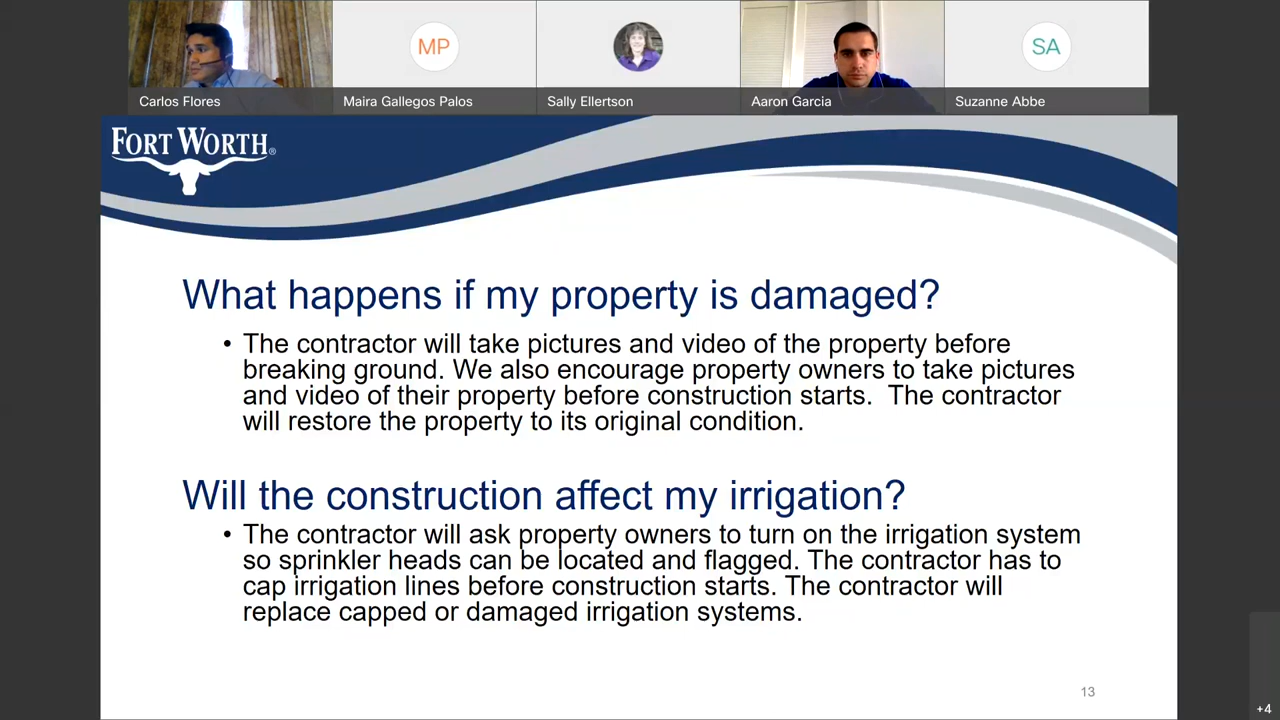 MP
SA
Carlos Flores
Maira Gallegos Palos
Sally Ellertson
Aaron Garcia
Suzanne Abbe
FORT WORTH®
What happens if my property is damaged?
• The contractor will take pictures and video of the property before
breaking ground. We also encourage property owners to take pictures
and video of their property before construction starts.  The contractor
will restore the property to its original condition.
Will the construction affect my irrigation?
• The contractor will ask property owners to turn on the irrigation system
so sprinkler heads can be located and flagged. The contractor has to
cap irrigation lines before construction starts. The contractor will
replace capped or damaged irrigation systems.
13
+4